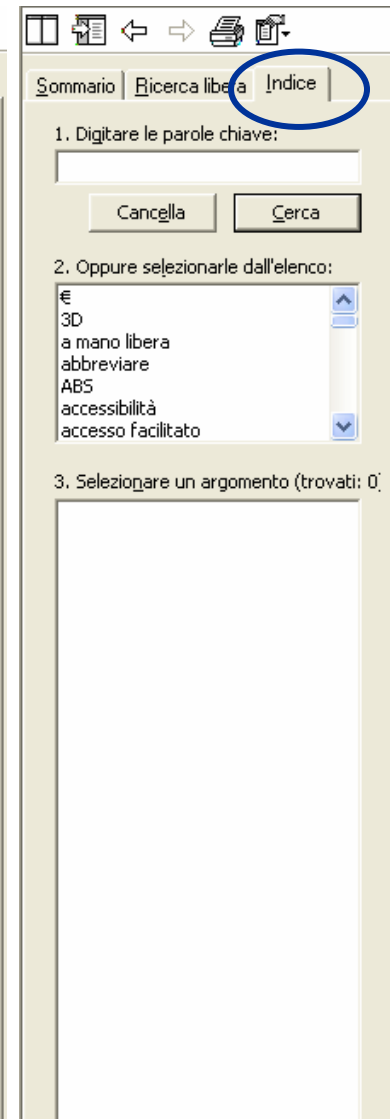 Sommario Ricerca libera Indice
1. Digitare le parole chiave:
Cancella Cerca
2. Oppure selezionarle dall'elenco:
€
3D
a mano libera
abbreviare
ABS
accessibilità
accesso facilitato
3. Selezionare un argomento (trovati: 0)